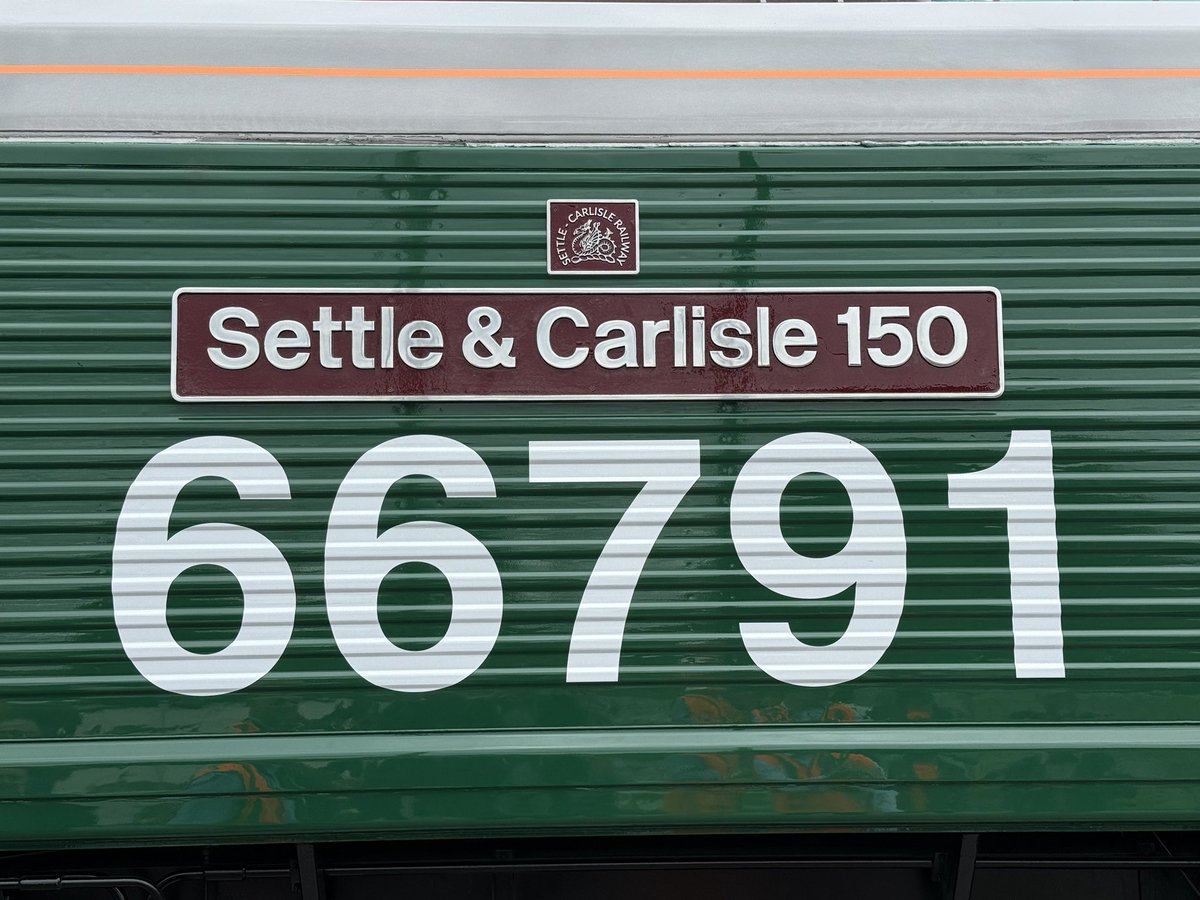 SETTLE - CARLISLE RAILWAY
Settle & Carlisle 150
66791